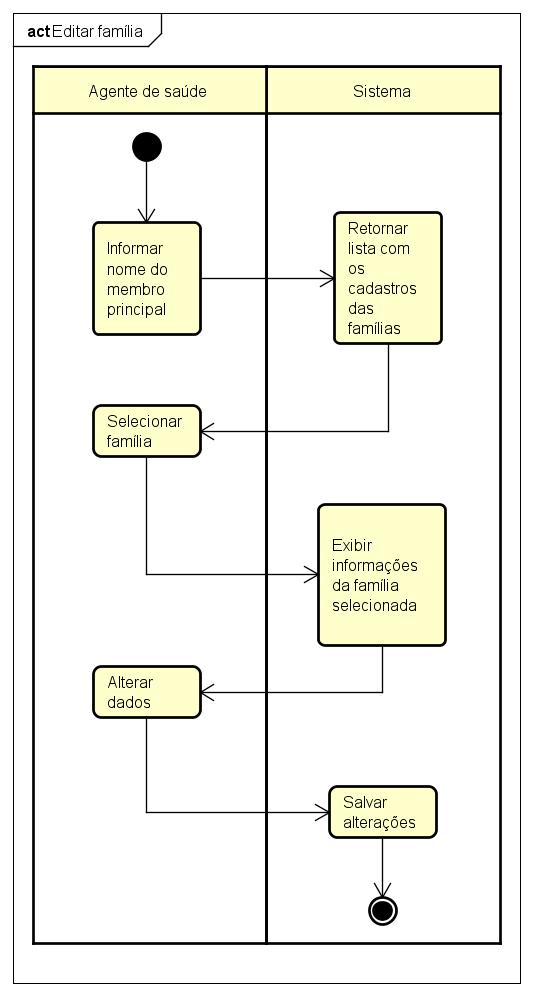 act Editar família
Agente de saúde
Sistema
Informar
nome do
membro
principal
Retornar
lista com
os
cadastros
das
famílias
Selecionar
família
Exibir
informações
da família
selecionada
Alterar
dados
Salvar
alterações